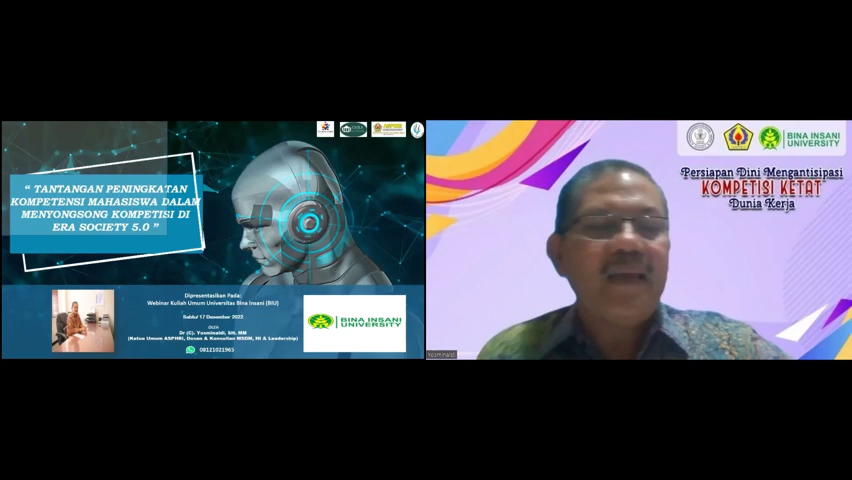 “ TANTANGAN PENINGKATAN
KOMPETENSI MAHASISWA DALAM
MENYONGSONG KOMPETISI DI
ERA SOCIETY 5.0 ”
Dipresentasikan Pada:
Webinar Kuliah Umum Universitas Bina Insani (BIU)
Sabtu/ 17 Desember 2022
OLEH
Dr (C). Yosminaldi, SH, MM
(Ketua Umum ASPHRI, Dosen & Konsultan MSDM, HI & Leadership)
08121021965
BINA INSANI
UNIVERSITY
BINA INSANI
UNIVERSITY
Persiapan Dini Mengantisipasi
KOMPETISI KETAT
Dunia Kerja
Yosminaldi